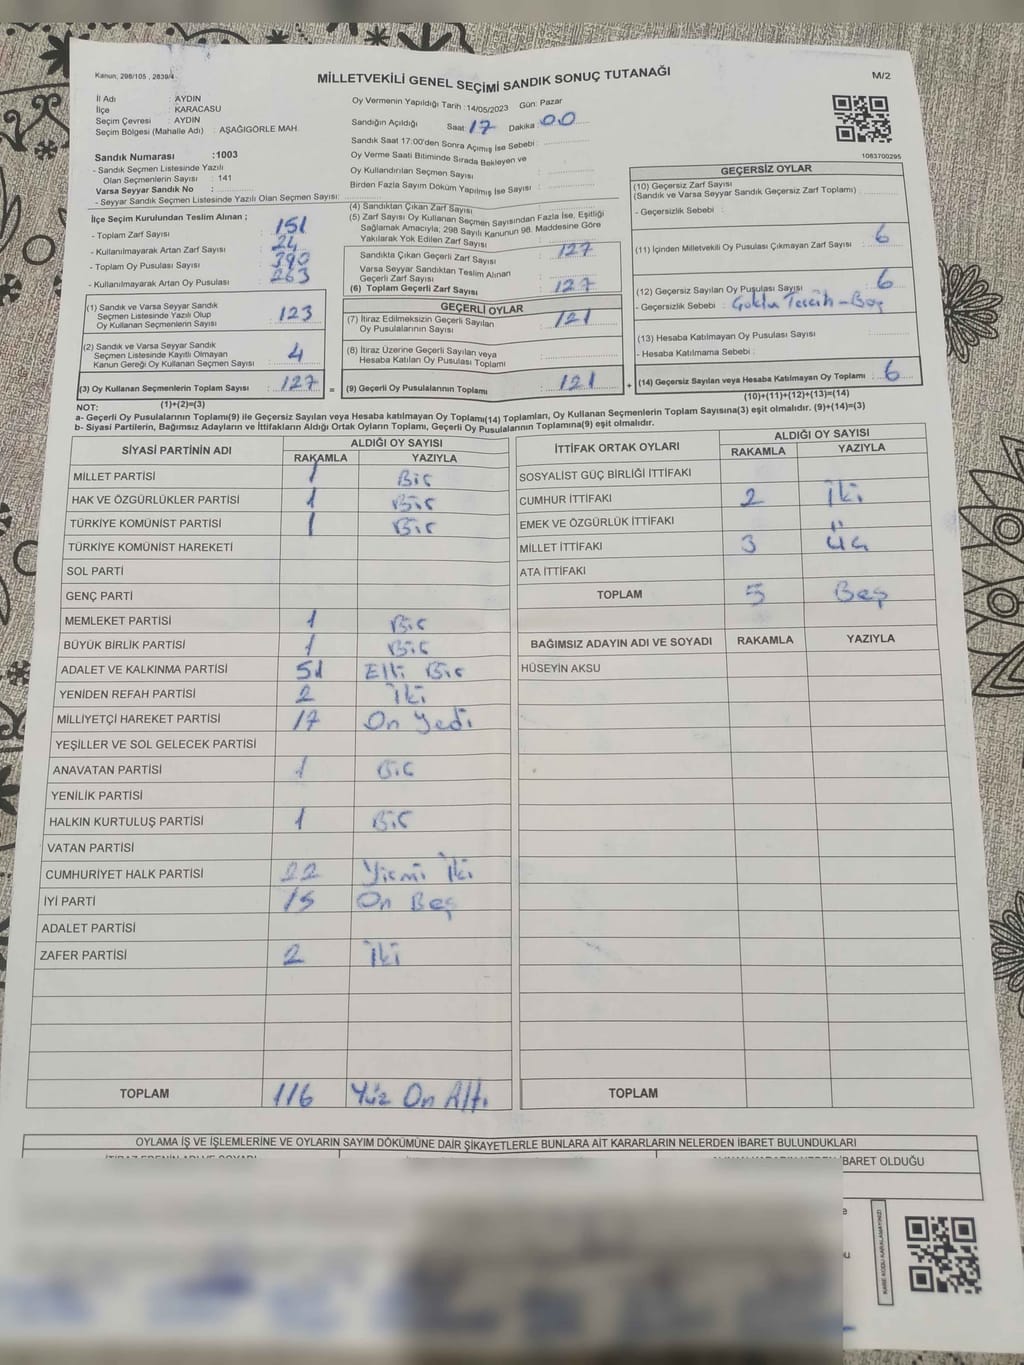 Kanun, 298/105 , 2839/4
MİLLETVEKİLİ GENEL SEÇİMİ SANDIK SONUÇ TUTANAĞI
M/2
İl Adı : AYDIN
İlçe : KARACASU
Seçim Çevresi : AYDIN
Seçim Bölgesi (Mahalle Adı) : AŞAĞIGÖRLE MAH.
Sandık Numarası :1003
- Sandık Seçmen Listesinde Yazılı
Olan Seçmenlerin Sayısı : 141
Varsa Seyyar Sandık No :
- Seyyar Sandık Seçmen Listesinde Yazılı Olan Seçmen Sayısı:
Oy Vermenin Yapıldığı Tarih :14/05/2023 Gün: Pazar
Sandığın Açıldığı Saat: 17 Dakika :00
Sandık Saat 17:00'den Sonra Açılmış İse Sebebi :
Oy Verme Saati Bitiminde Sırada Bekleyen ve
Oy Kullandırılan Seçmen Sayısı :
Birden Fazla Sayım Döküm Yapılmış İse Sayısı :
1083700295
İlçe Seçim Kurulundan Teslim Alınan ;
- Toplam Zarf Sayısı : 151
- Kullanılmayarak Artan Zarf Sayısı : 24
- Toplam Oy Pusulası Sayısı : 390
- Kullanılmayarak Artan Oy Pusulası : 263
(1) Sandık ve Varsa Seyyar Sandık
Seçmen Listesinde Yazılı Olup
Oy Kullanan Seçmenlerin Sayısı : 123
(2) Sandık ve Varsa Seyyar Sandık
Seçmen Listesinde Kayıtlı Olmayan
Kanun Gereği Oy Kullanan Seçmen Sayısı : 4
(3) Oy Kullanan Seçmenlerin Toplam Sayısı : 127 =
(1)+(2)=(3)
(4) Sandıktan Çıkan Zarf Sayısı
(5) Zarf Sayısı Oy Kullanan Seçmen Sayısından Fazla İse, Eşitliği
Sağlamak Amacıyla; 298 Sayılı Kanunun 98. Maddesine Göre
Yakılarak Yok Edilen Zarf Sayısı :
Sandıkta Çıkan Geçerli Zarf Sayısı : 127
Varsa Seyyar Sandıktan Teslim Alınan
Geçerli Zarf Sayısı :
(6) Toplam Geçerli Zarf Sayısı : 127
GEÇERLİ OYLAR
(7) İtiraz Edilmeksizin Geçerli Sayılan
Oy Pusulalarının Sayısı : 121
(8) İtiraz Üzerine Geçerli Sayılan veya
Hesaba Katılan Oy Pusulası Toplamı :
(9) Geçerli Oy Pusulalarının Toplamı : 121 +
GEÇERSİZ OYLAR
(10) Geçersiz Zarf Sayısı
(Sandık ve Varsa Seyyar Sandık Geçersiz Zarf Toplamı) :
- Geçersizlik Sebebi :
(11) İçinden Milletvekili Oy Pusulası Çıkmayan Zarf Sayısı : 6
(12) Geçersiz Sayılan Oy Pusulası Sayısı : 6
- Geçersizlik Sebebi : Çoklu Tercih-Boş
(13) Hesaba Katılmayan Oy Pusulası Sayısı :
- Hesaba Katılmama Sebebi :
(14) Geçersiz Sayılan veya Hesaba Katılmayan Oy Toplamı : 6
(10)+(11)+(12)+(13)=(14)
NOT:
a- Geçerli Oy Pusulalarının Toplamı(9) ile Geçersiz Sayılan veya Hesaba katılmayan Oy Toplamı(14) Toplamları, Oy Kullanan Seçmenlerin Toplam Sayısına(3) eşit olmalıdır. (9)+(14)=(3)
b- Siyasi Partilerin, Bağımsız Adayların ve İttifakların Aldığı Ortak Oyların Toplamı, Geçerli Oy Pusulalarının Toplamına(9) eşit olmalıdır.
SİYASİ PARTİNİN ADI ALDIĞI OY SAYISI
RAKAMLA YAZIYLA
MİLLET PARTİSİ 1 Bir
HAK VE ÖZGÜRLÜKLER PARTİSİ 1 Bir
TÜRKİYE KOMÜNİST PARTİSİ 1 Bir
TÜRKİYE KOMÜNİST HAREKETİ
SOL PARTİ
GENÇ PARTİ
MEMLEKET PARTİSİ 1 Bir
BÜYÜK BİRLİK PARTİSİ 1 Bir
ADALET VE KALKINMA PARTİSİ 51 Elli Bir
YENİDEN REFAH PARTİSİ 2 İki
MİLLİYETÇİ HAREKET PARTİSİ 17 On Yedi
YEŞİLLER VE SOL GELECEK PARTİSİ
ANAVATAN PARTİSİ 1 Bir
YENİLİK PARTİSİ
HALKIN KURTULUŞ PARTİSİ 1 Bir
VATAN PARTİSİ
CUMHURİYET HALK PARTİSİ 22 Yirmi İki
İYİ PARTİ 15 On Beş
ADALET PARTİSİ
ZAFER PARTİSİ 2 İki
TOPLAM 116 Yüz On Altı
İTTİFAK ORTAK OYLARI ALDIĞI OY SAYISI
RAKAMLA YAZIYLA
SOSYALİST GÜÇ BİRLİĞİ İTTİFAKI
CUMHUR İTTİFAKI 2 İki
EMEK VE ÖZGÜRLÜK İTTİFAKI
MİLLET İTTİFAKI 3 Üç
ATA İTTİFAKI
TOPLAM 5 Beş
BAĞIMSIZ ADAYIN ADI VE SOYADI RAKAMLA YAZIYLA
HÜSEYİN AKSU
TOPLAM
OYLAMA İŞ VE İŞLEMLERİNE VE OYLARIN SAYIM DÖKÜMÜNE DAİR ŞİKAYETLERLE BUNLARA AİT KARARLARIN NELERDEN İBARET BULUNDUKLARI
İBARET OLDUĞU
KARE KODU KARALAMAYINIZ!